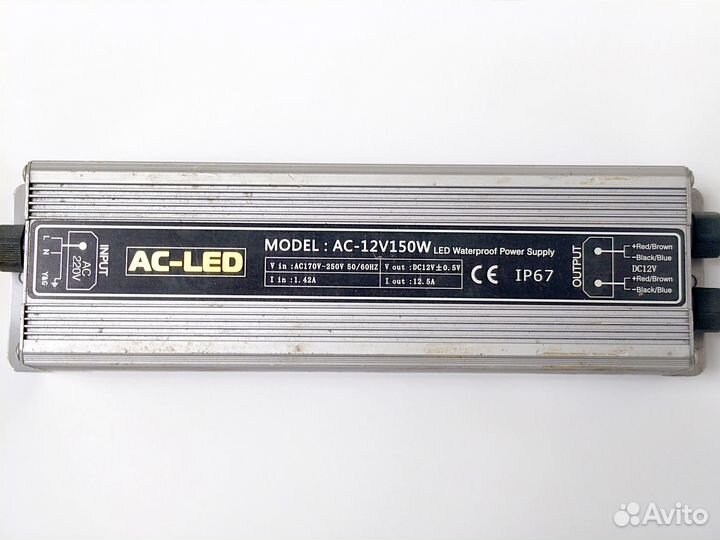 L N Y&G
INPUT
AC
220V
AC-LED
MODEL : AC-12V150W LED Waterproof Power Supply
V in :AC170V~250V 50/60HZ V out :DC12V±0.5V
I in :1.42A I out :12.5A
CE IP67
OUTPUT
+Red/Brown
-Black/Blue
DC12V
+Red/Brown
-Black/Blue
Avito